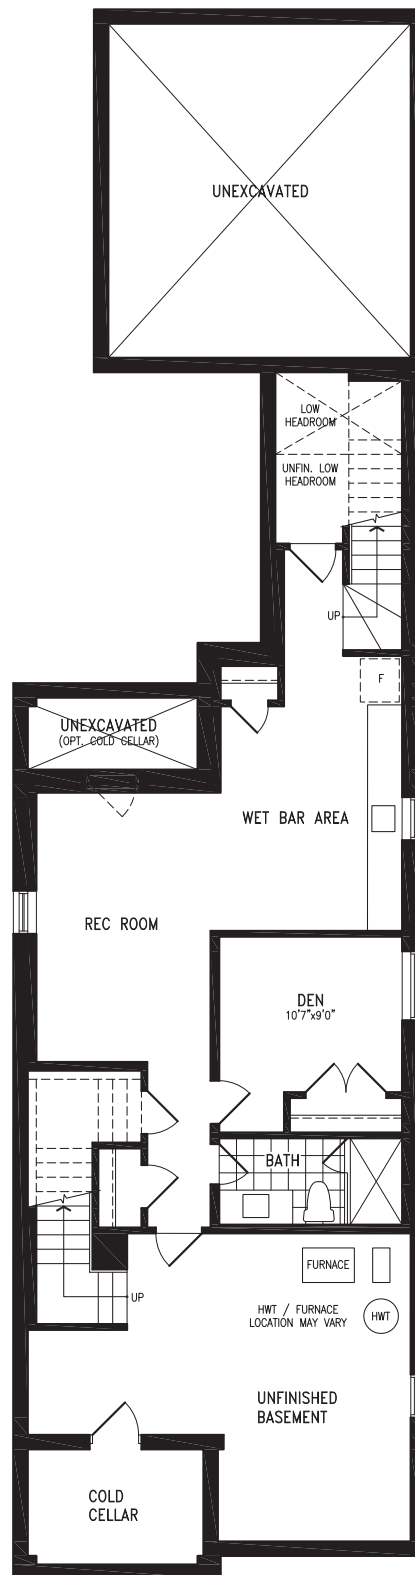 UNEXCAVATED
LOW
HEADROOM
UNFIN. LOW
HEADROOM
UP
F
UNEXCAVATED
(OPT. COLD CELLAR)
WET BAR AREA
REC ROOM
DEN
10'7"x9'0"
BATH
FURNACE
HWT / FURNACE
LOCATION MAY VARY
HWT
UP
UNFINISHED
BASEMENT
COLD
CELLAR